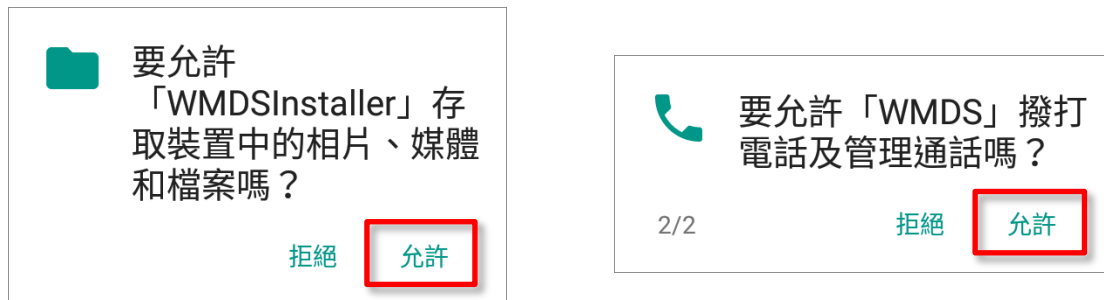 要允許
「WMDSInstaller」存
取裝置中的相片、媒體
和檔案嗎？
拒絕 允許
要允許「WMDS」撥打
電話及管理通話嗎？
2/2 拒絕 允許